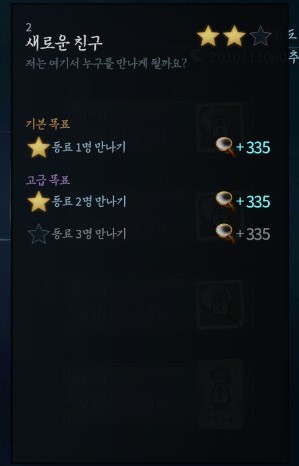 2
새로운 친구
저는 여기서 누구를 만나게 될까요?
도
추
기본 목표
동료 1명 만나기 +335
고급 목표
동료 2명 만나기 +335
동료 3명 만나기 +335